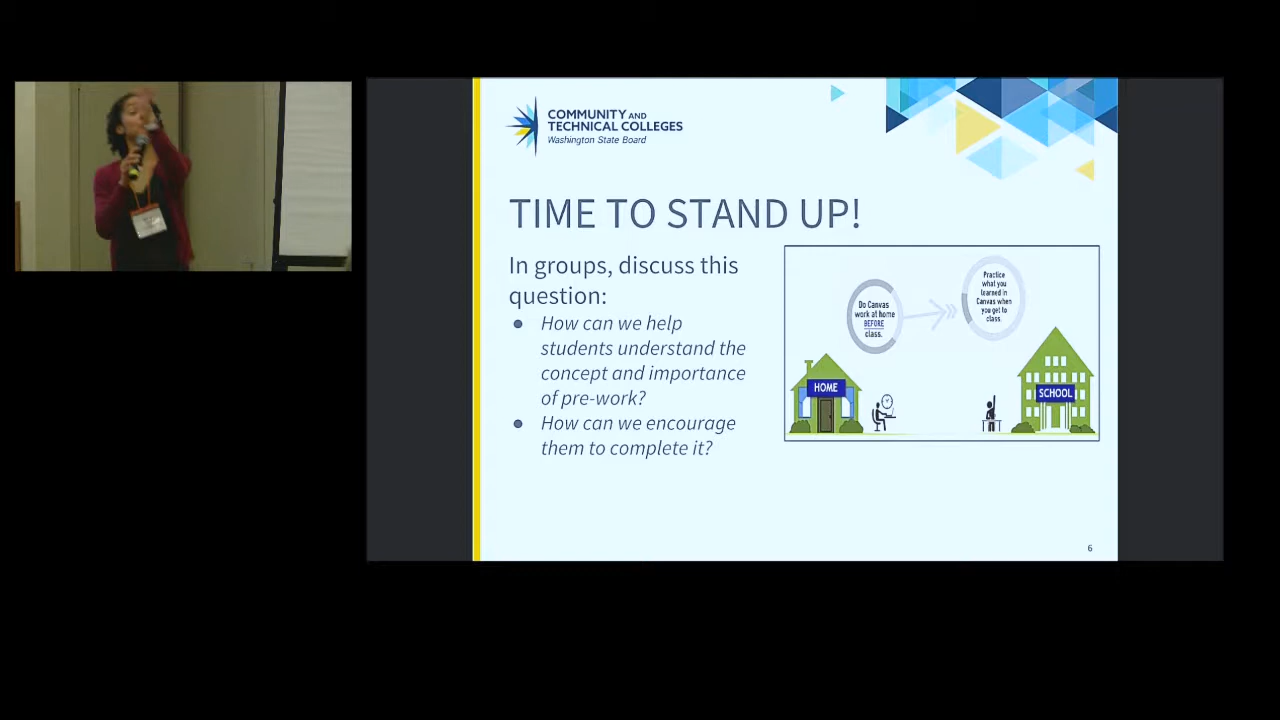 COMMUNITY AND
TECHNICAL COLLEGES
Washington State Board
TIME TO STAND UP!
In groups, discuss this
question:
● How can we help
students understand the
concept and importance
of pre-work?
● How can we encourage
them to complete it?
Do Canvas
work at home
BEFORE
class.
Practice
what you
learned in
Canvas when
you get to
class.
HOME
SCHOOL
6